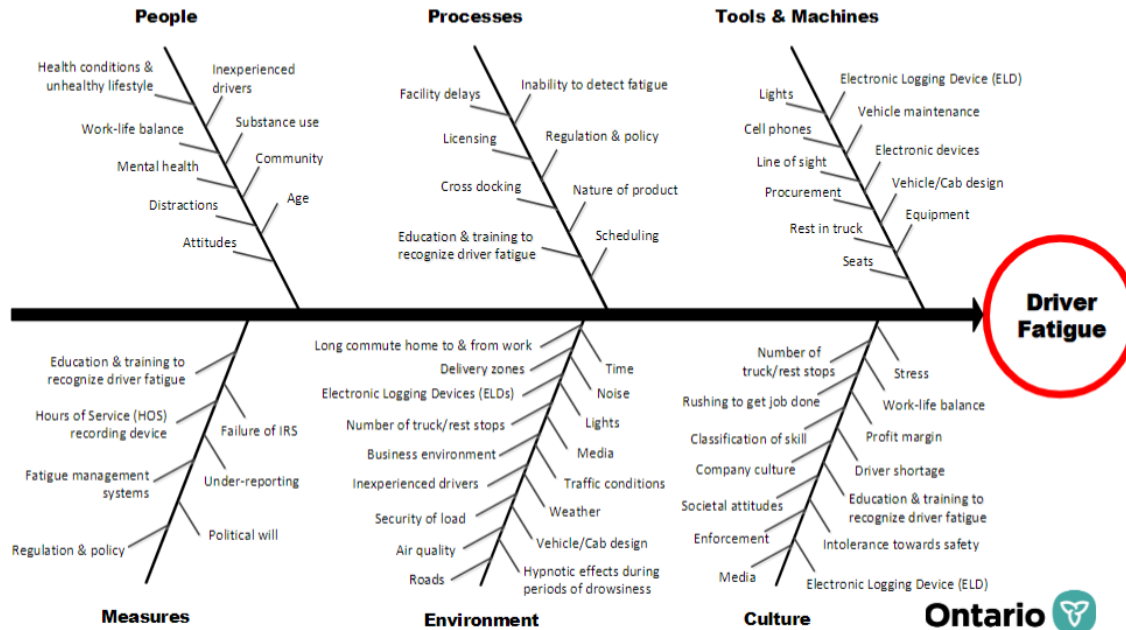 People
Processes
Tools & Machines
Health conditions &
unhealthy lifestyle
Inexperienced
drivers
Work-life balance
Substance use
Mental health
Community
Distractions
Age
Attitudes
Facility delays
Inability to detect fatigue
Licensing
Regulation & policy
Cross docking
Nature of product
Education & training to
recognize driver fatigue
Scheduling
Lights
Electronic Logging Device (ELD)
Cell phones
Vehicle maintenance
Line of sight
Electronic devices
Procurement
Vehicle/Cab design
Rest in truck
Equipment
Seats
Driver
Fatigue
Education & training to
recognize driver fatigue
Hours of Service (HOS)
recording device
Failure of IRS
Fatigue management
systems
Under-reporting
Regulation & policy
Political will
Measures
Long commute home to & from work
Time
Delivery zones
Noise
Electronic Logging Devices (ELDs)
Lights
Number of truck/rest stops
Media
Business environment
Traffic conditions
Inexperienced drivers
Weather
Security of load
Vehicle/Cab design
Air quality
Hypnotic effects during
periods of drowsiness
Roads
Environment
Number of
truck/rest stops
Stress
Rushing to get job done
Work-life balance
Classification of skill
Profit margin
Company culture
Driver shortage
Societal attitudes
Education & training to
recognize driver fatigue
Enforcement
Intolerance towards safety
Media
Electronic Logging Device (ELD)
Culture
Ontario